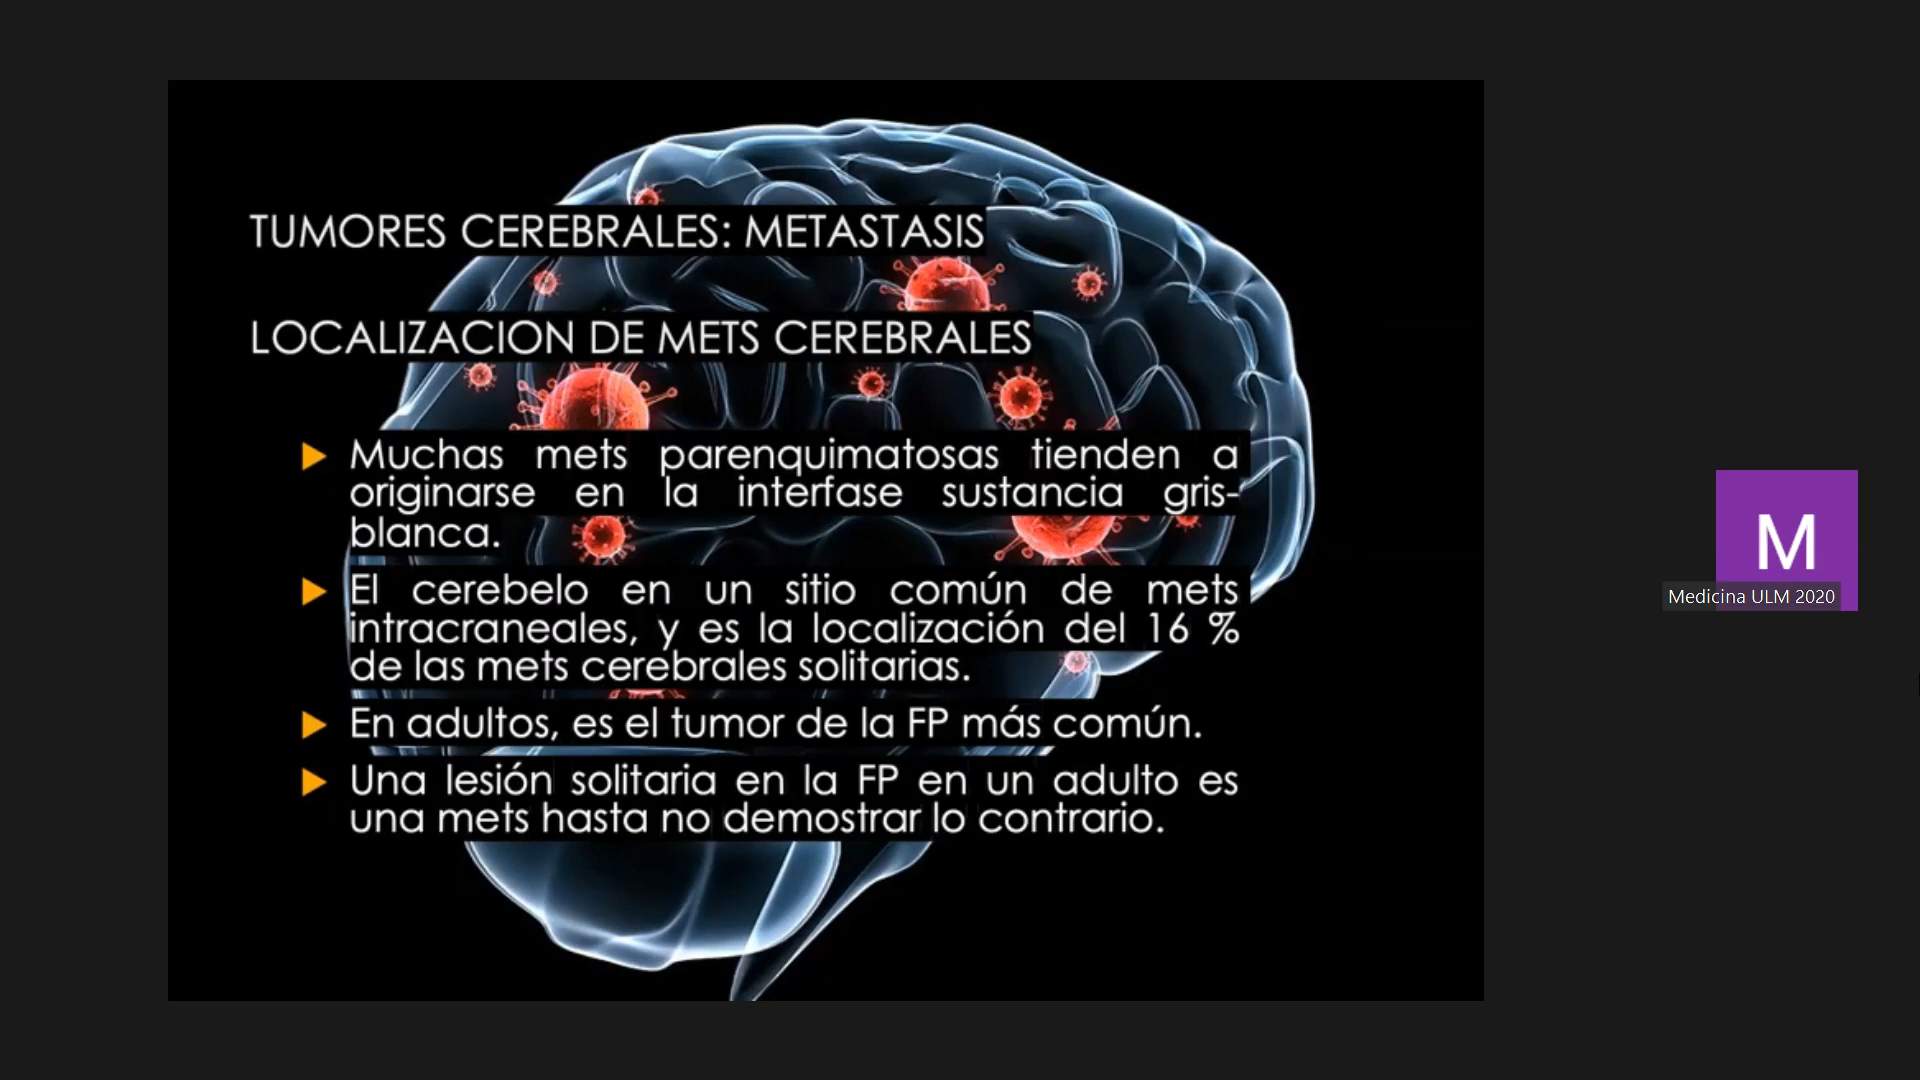 TUMORES CEREBRALES: METASTASIS
LOCALIZACION DE METS CEREBRALES
Muchas mets parenquimatosas tienden a
originarse en la interfase sustancia gris-
blanca.
El cerebelo en un sitio común de mets
intracraneales, y es la localización del 16 %
de las mets cerebrales solitarias.
En adultos, es el tumor de la FP más común.
Una lesión solitaria en la FP en un adulto es
una mets hasta no demostrar lo contrario.
M
Medicina ULM 2020